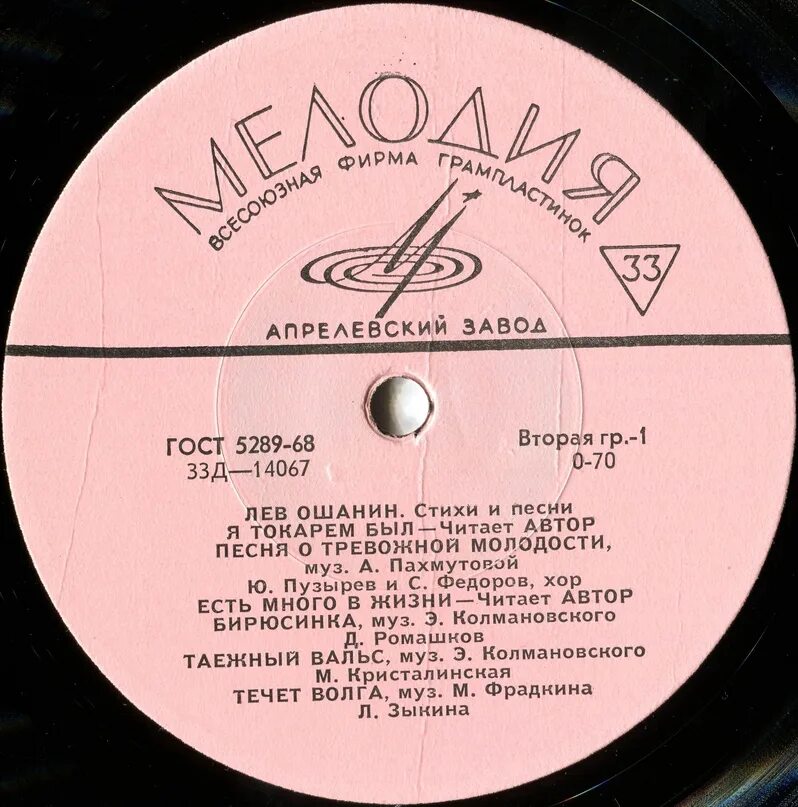 МЕЛОДИЯ
ВСЕСОЮЗНАЯ ФИРМА ГРАМПЛАСТИНОК
33
АПРЕЛЕВСКИЙ ЗАВОД
ГОСТ 5289-68
Вторая гр.-1
33Д—14067
0-70
ЛЕВ ОШАНИН. Стихи и песни
Я ТОКАРЕМ БЫЛ—Читает АВТОР
ПЕСНЯ О ТРЕВОЖНОЙ МОЛОДОСТИ,
муз. А. Пахмутовой
Ю. Пузырев и С. Федоров, хор
ЕСТЬ МНОГО В ЖИЗНИ—Читает АВТОР
БИРЮСИНКА, муз. Э. Колмановского
Д. Ромашков
ТАЕЖНЫЙ ВАЛЬС, муз. Э. Колмановского
М. Кристалинская
ТЕЧЕТ ВОЛГА, муз. М. Фрадкина
Л. Зыкина